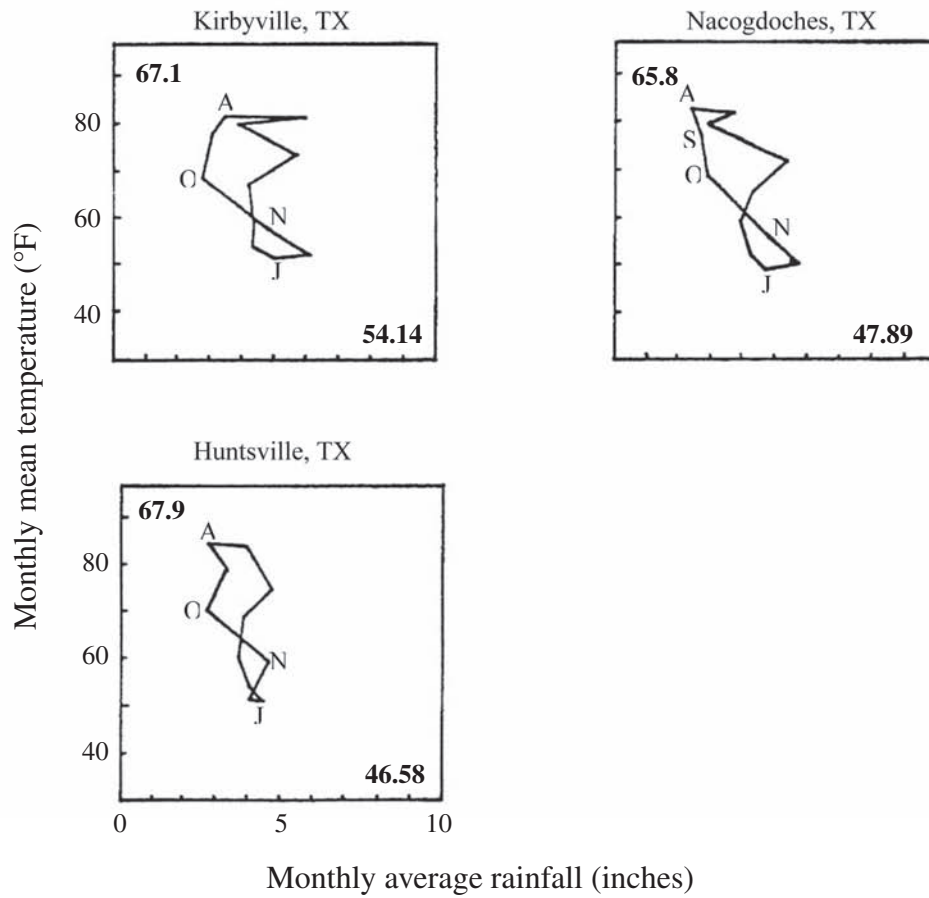 Kirbyville, TX
67.1
A
80
O
N
60
J
40
54.14
Nacogdoches, TX
65.8
A
S
O
N
J
47.89
Huntsville, TX
67.9
A
80
O
60
N
J
40
46.58
0
5
10
Monthly mean temperature (°F)
Monthly average rainfall (inches)